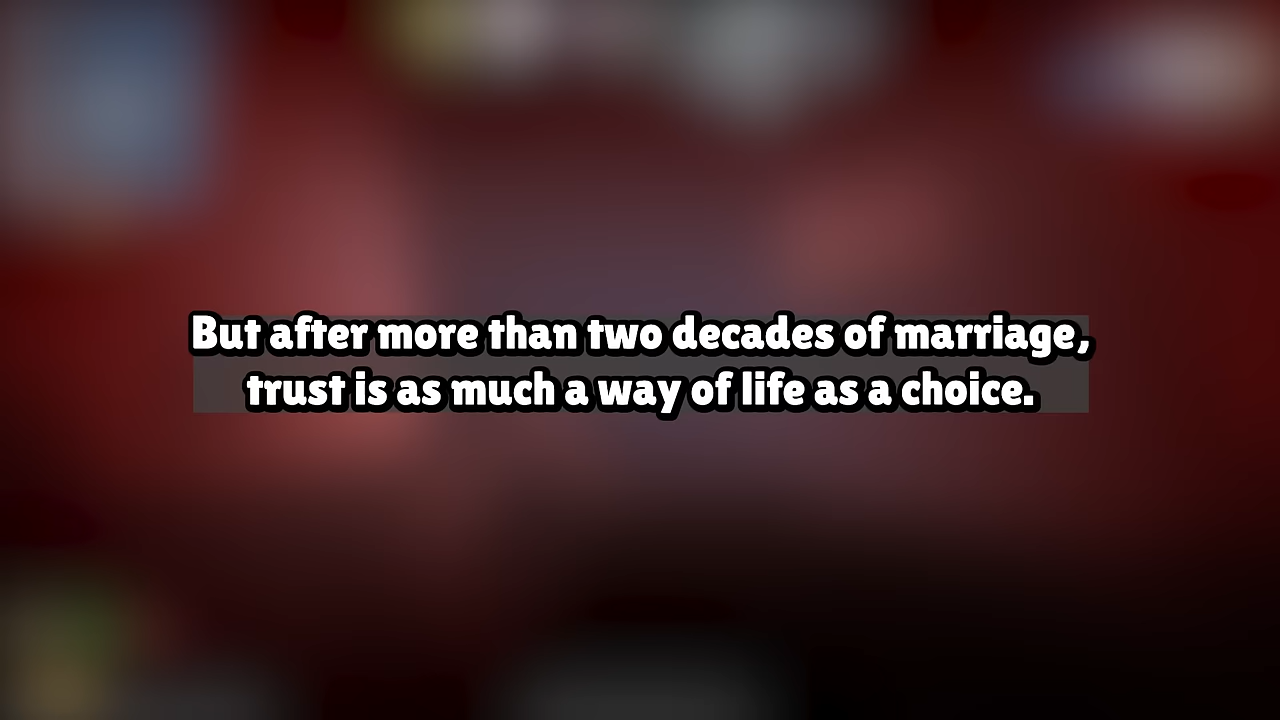 But after more than two decades of marriage,
trust is as much a way of life as a choice.